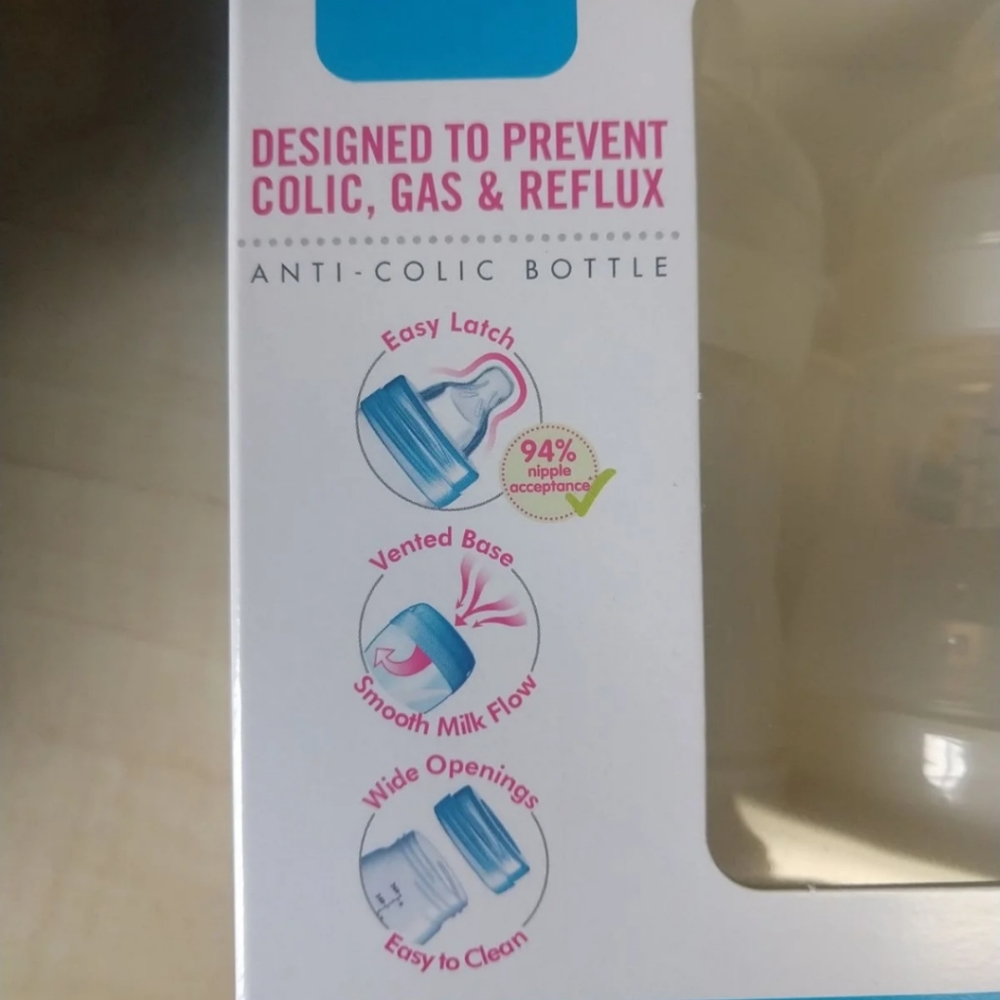 DESIGNED TO PREVENT
COLIC, GAS & REFLUX
ANTI-COLIC BOTTLE
Easy Latch
94%
nipple
acceptance
Vented Base
Smooth Milk Flow
Wide Openings
Easy to Clean